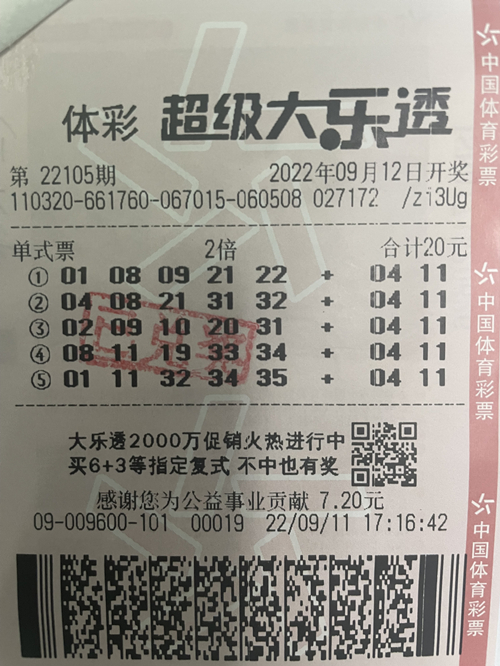 体彩 超级大乐透
第 22105期 2022年09月12日开奖
110320-661760-067015-060508 027172 /zi3Ug
单式票 2倍 合计20元
① 01 08 09 21 22 + 04 11
② 04 08 21 31 32 + 04 11
③ 02 09 10 20 31 + 04 11
④ 08 11 19 33 34 + 04 11
⑤ 01 11 32 34 35 + 04 11
已兑奖
大乐透2000万促销火热进行中
买6+3等指定复式 不中也有奖
感谢您为公益事业贡献 7.20元
09-009600-101 00019 22/09/11 17:16:42
中国体育彩票
中国体育彩票
中国体育彩票